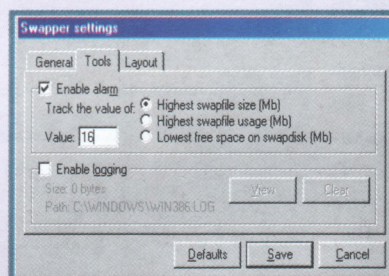 Swapper settings
General Tools Layout
Enable alarm
Track the value of: Highest swapfile size (Mb)
Highest swapfile usage (Mb)
Value: 16 Lowest free space on swapdisk (Mb)
Enable logging
Size: 0 bytes View Clear
Path: C:\WINDOWS\WIN386.LOG
Defaults Save Cancel